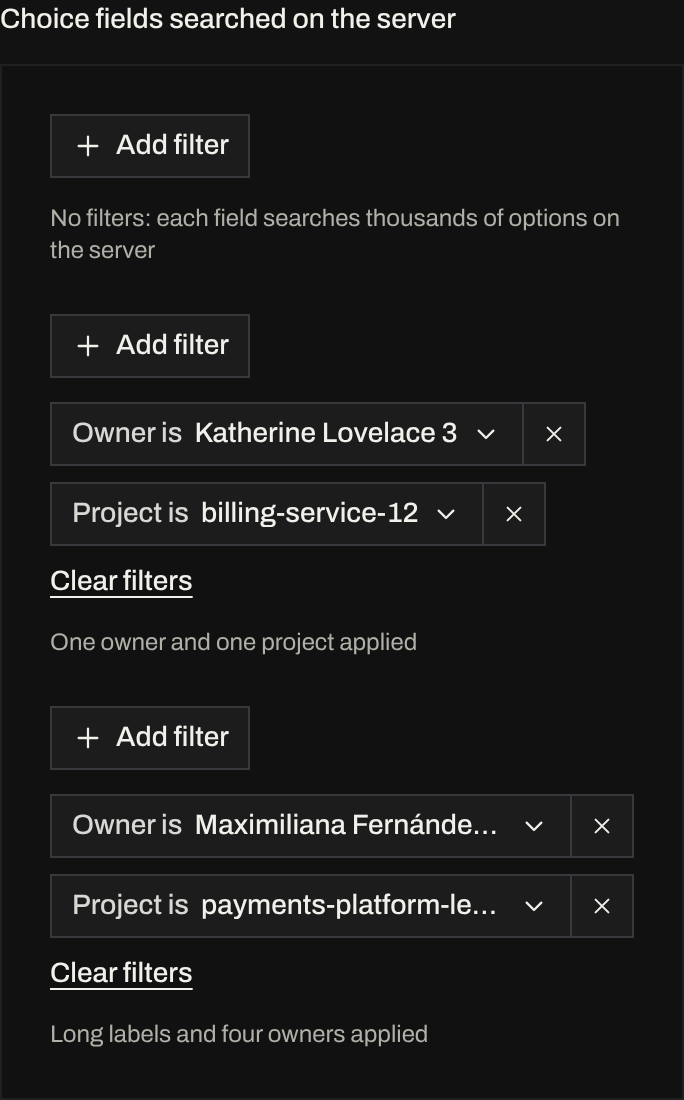 Choice fields searched on the server
Add filter
No filters: each field searches thousands of options on
the server
Add filter
Owner is Katherine Lovelace 3
Project is billing-service-12
Clear filters
One owner and one project applied
Add filter
Owner is Maximiliana Fernánde...
Project is payments-platform-le...
Clear filters
Long labels and four owners applied